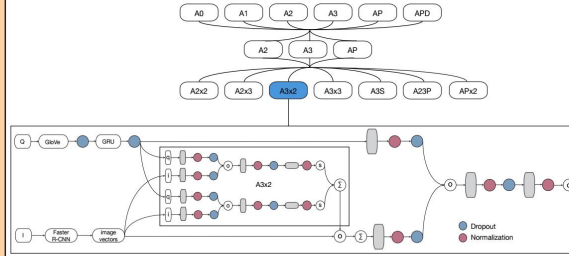 A0 A1 A2 A3 AP APD
A2 A3 AP
A2x2 A2x3 A3x2 A3x3 A3S A23P APx2
Q GloVe GRU
A3x2
Σ
I Faster R-CNN image vectors
O Σ
O
Dropout
Normalization